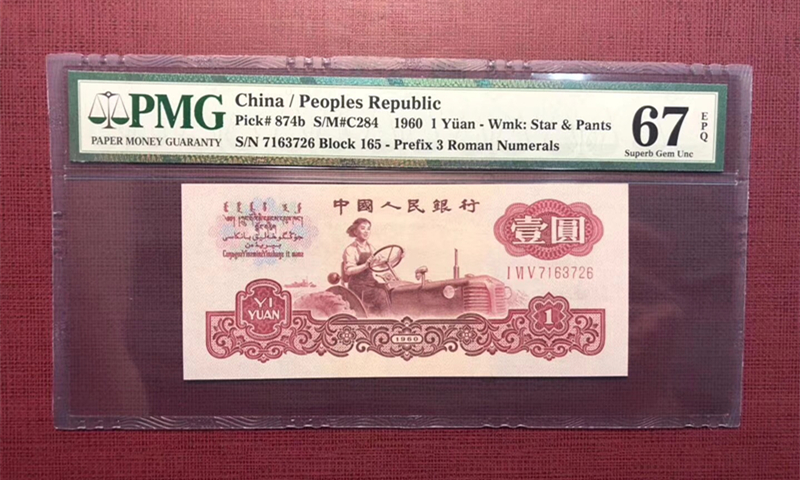 PMG
PAPER MONEY GUARANTY
China / Peoples Republic
Pick# 874b S/M#C284 1960 1 Yüan - Wmk: Star & Pants
S/N 7163726 Block 165 - Prefix 3 Roman Numerals
67
EPQ
Superb Gem Unc
中國人民銀行
壹圓
I VI V 7163726
YI
YUAN
1
1960